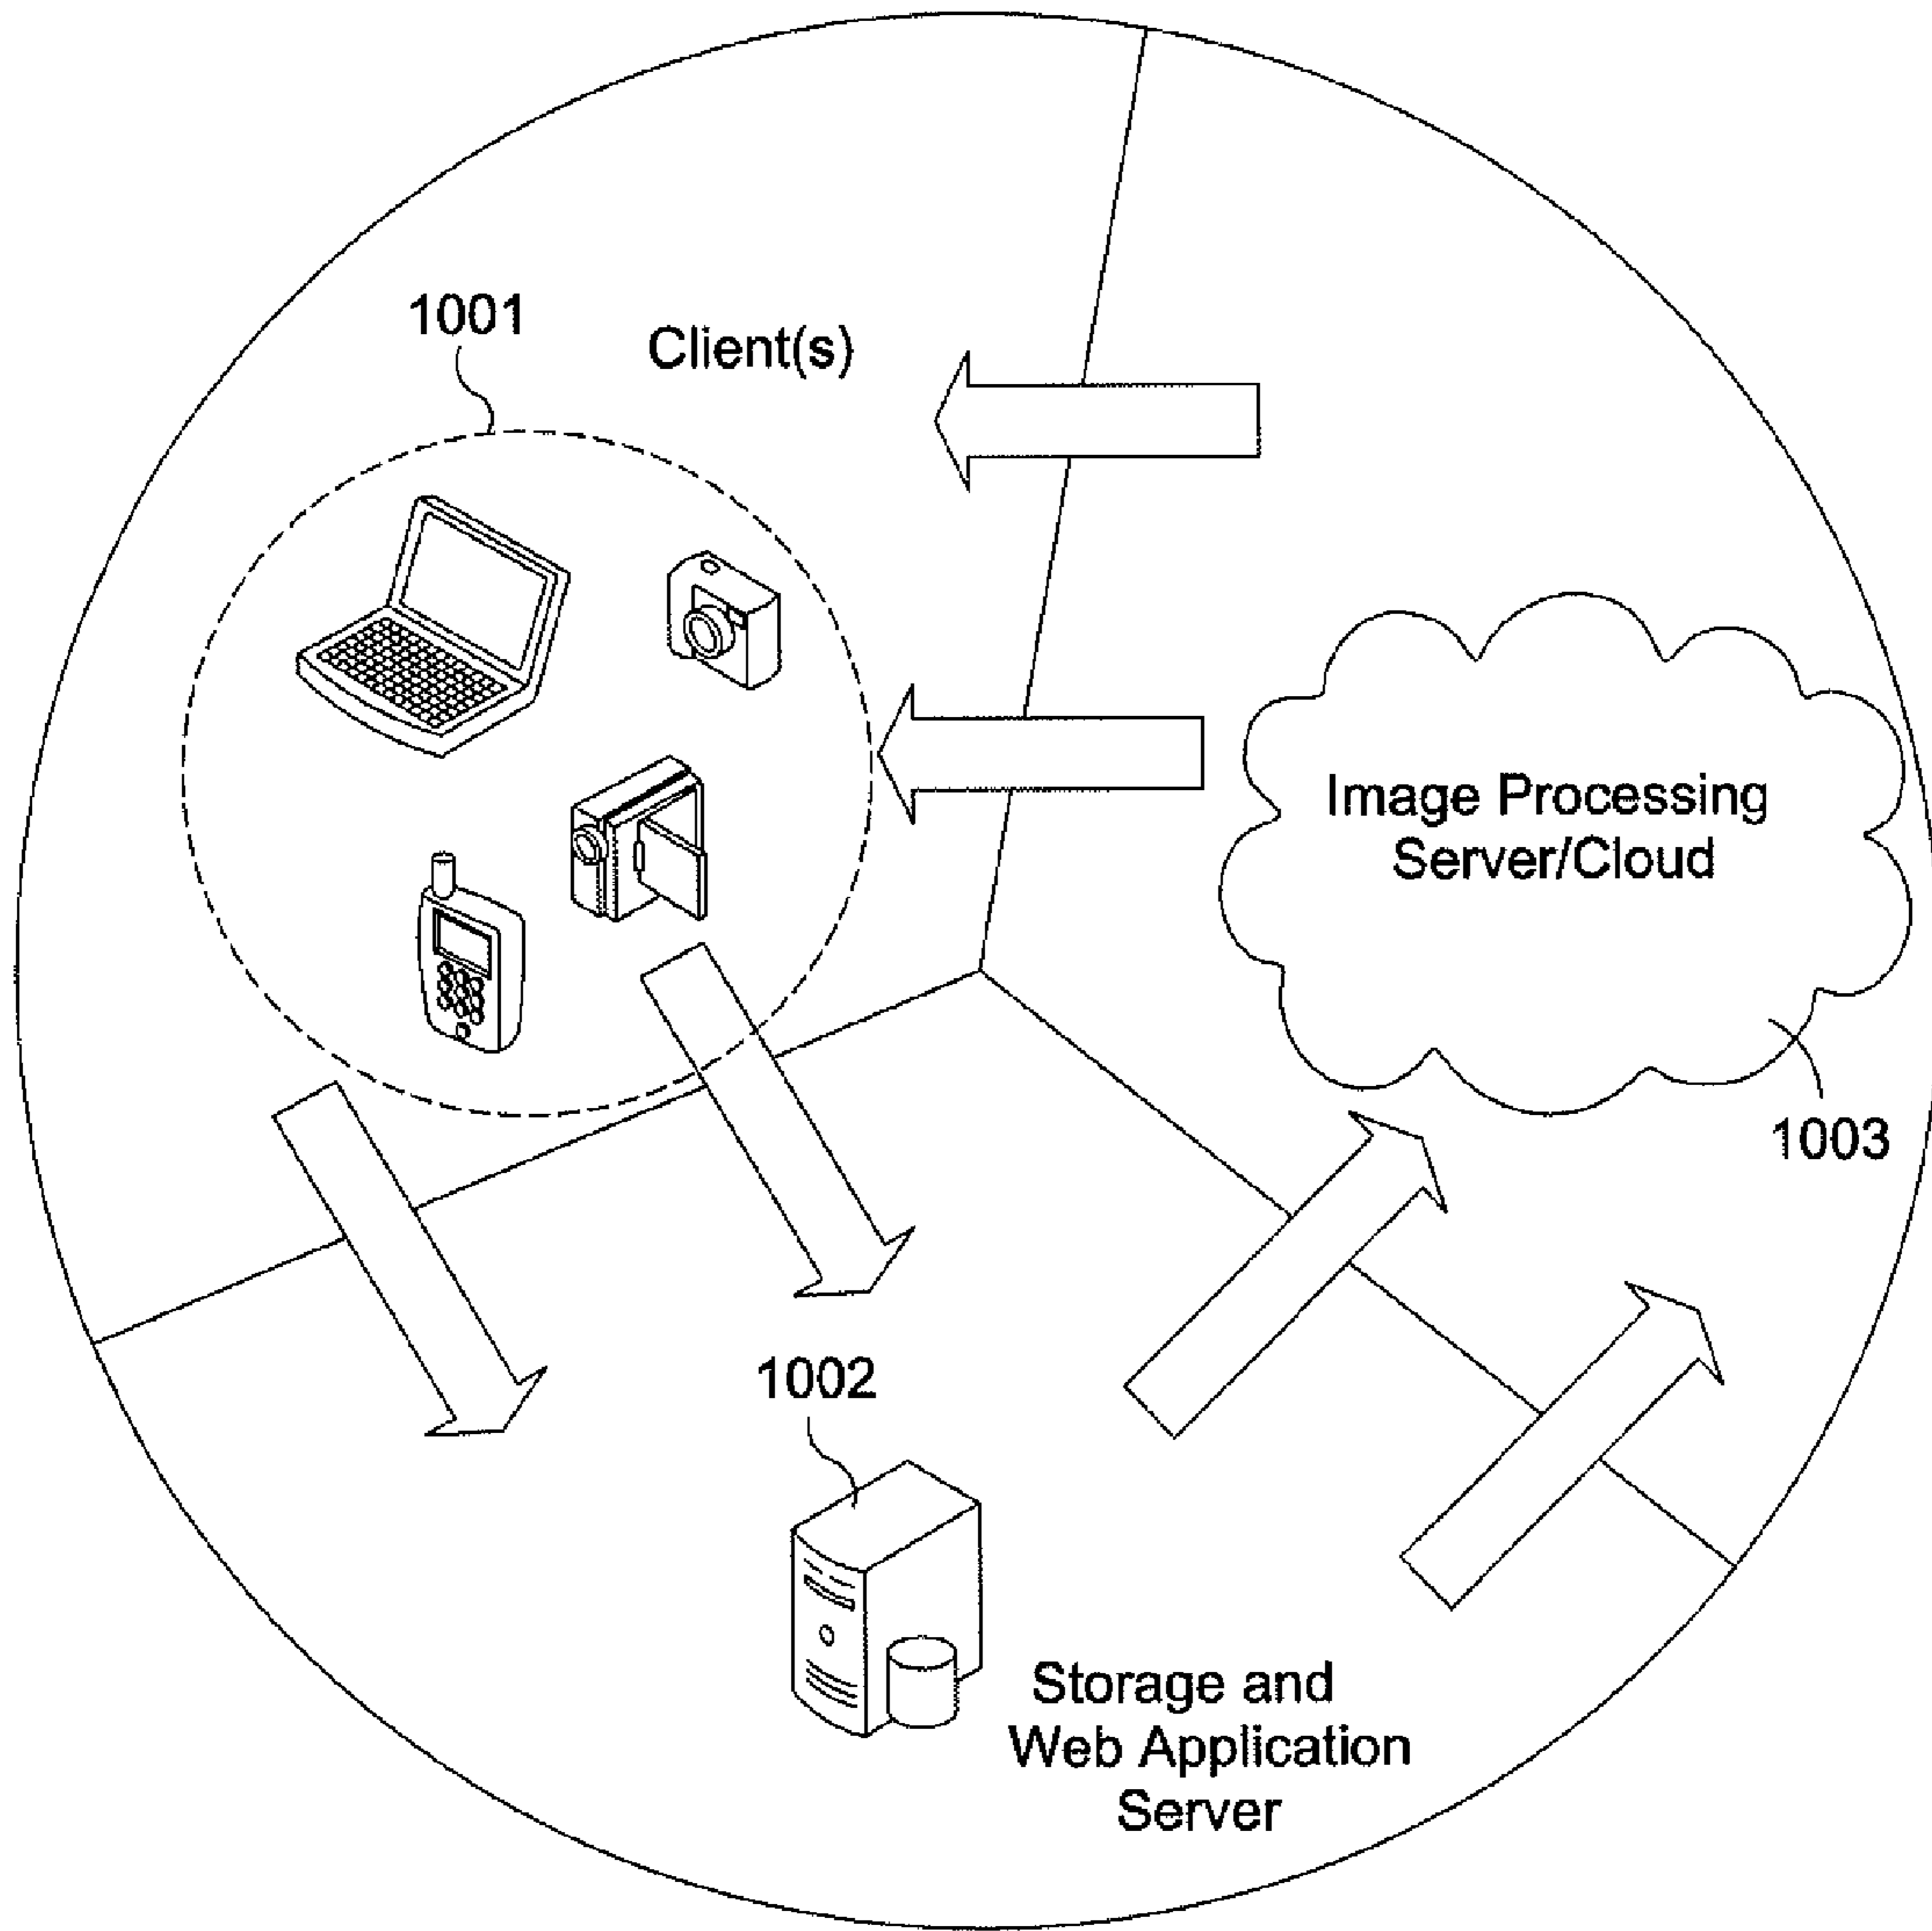 1001
Client(s)
Image Processing
Server/Cloud
1003
1002
Storage and
Web Application
Server